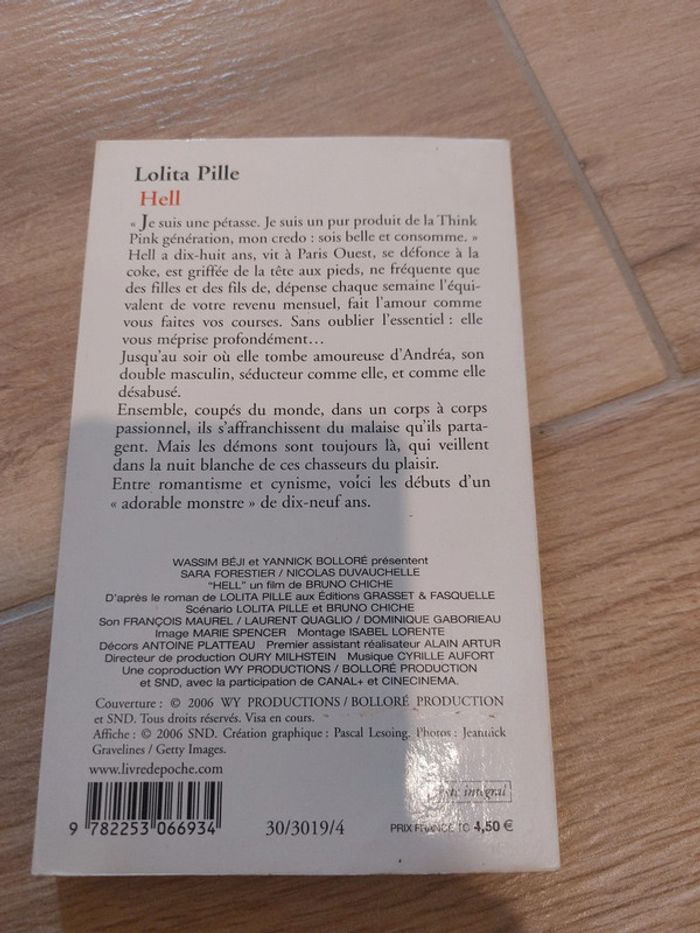 Lolita Pille
Hell
« Je suis une pétasse. Je suis un pur produit de la Think
Pink génération, mon credo : sois belle et consomme. »
Hell a dix-huit ans, vit à Paris Ouest, se défonce à la
coke, est griffée de la tête aux pieds, ne fréquente que
des filles et des fils de, dépense chaque semaine l'équi-
valent de votre revenu mensuel, fait l'amour comme
vous faites vos courses. Sans oublier l'essentiel : elle
vous méprise profondément...
Jusqu'au soir où elle tombe amoureuse d'Andréa, son
double masculin, séducteur comme elle, et comme elle
désabusé.
Ensemble, coupés du monde, dans un corps à corps
passionnel, ils s'affranchissent du malaise qu'ils parta-
gent. Mais les démons sont toujours là, qui veillent
dans la nuit blanche de ces chasseurs du plaisir.
Entre romantisme et cynisme, voici les débuts d'un
« adorable monstre » de dix-neuf ans.
WASSIM BÉJI et YANNICK BOLLORÉ présentent
SARA FORESTIER / NICOLAS DUVAUCHELLE
"HELL" un film de BRUNO CHICHE
D'après le roman de LOLITA PILLE aux Éditions GRASSET & FASQUELLE
Scénario LOLITA PILLE et BRUNO CHICHE
Son FRANÇOIS MAUREL / LAURENT QUAGLIO / DOMINIQUE GABORIEAU
Image MARIE SPENCER Montage ISABEL LORENTE
Décors ANTOINE PLATTEAU Premier assistant réalisateur ALAIN ARTUR
Directeur de production OURY MILHSTEIN Musique CYRILLE AUFORT
Une coproduction WY PRODUCTIONS / BOLLORÉ PRODUCTION
et SND, avec la participation de CANAL+ et CINECINEMA.
Couverture : © 2006 WY PRODUCTIONS / BOLLORÉ PRODUCTION
et SND. Tous droits réservés. Visa en cours.
Affiche : © 2006 SND. Création graphique : Pascal Lesoing. Photos : Jeannick
Gravelines / Getty Images.
www.livredepoche.com
intégral
9 782253 066934
30/3019/4
PRIX FRANCE TC 4,50 €